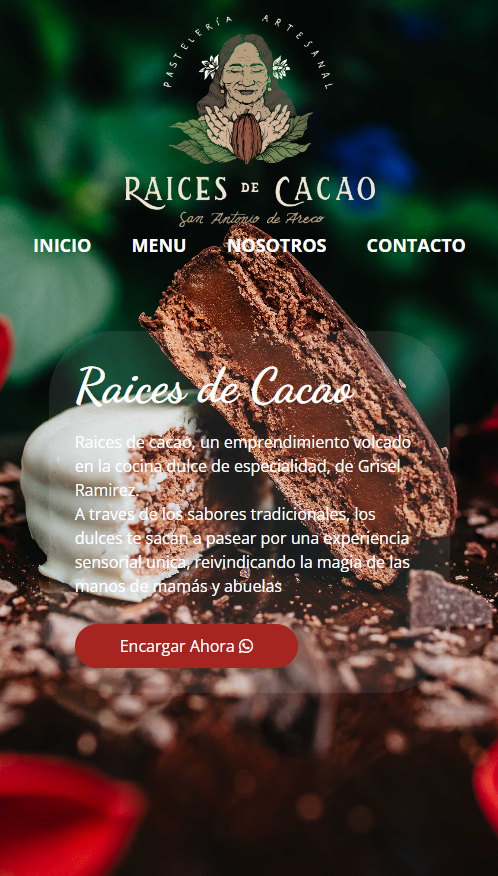 PASTELERÍA ARTESANAL
RAICES DE CACAO
San Antonio de Areco
INICIO MENU NOSOTROS CONTACTO
Raices de Cacao
Raices de cacao, un emprendimiento volcado
en la cocina dulce de especialidad, de Grisel
Ramirez.
A traves de los sabores tradicionales, los
dulces te sacan a pasear por una experiencia
sensorial unica, reivindicando la magia de las
manos de mamás y abuelas
Encargar Ahora